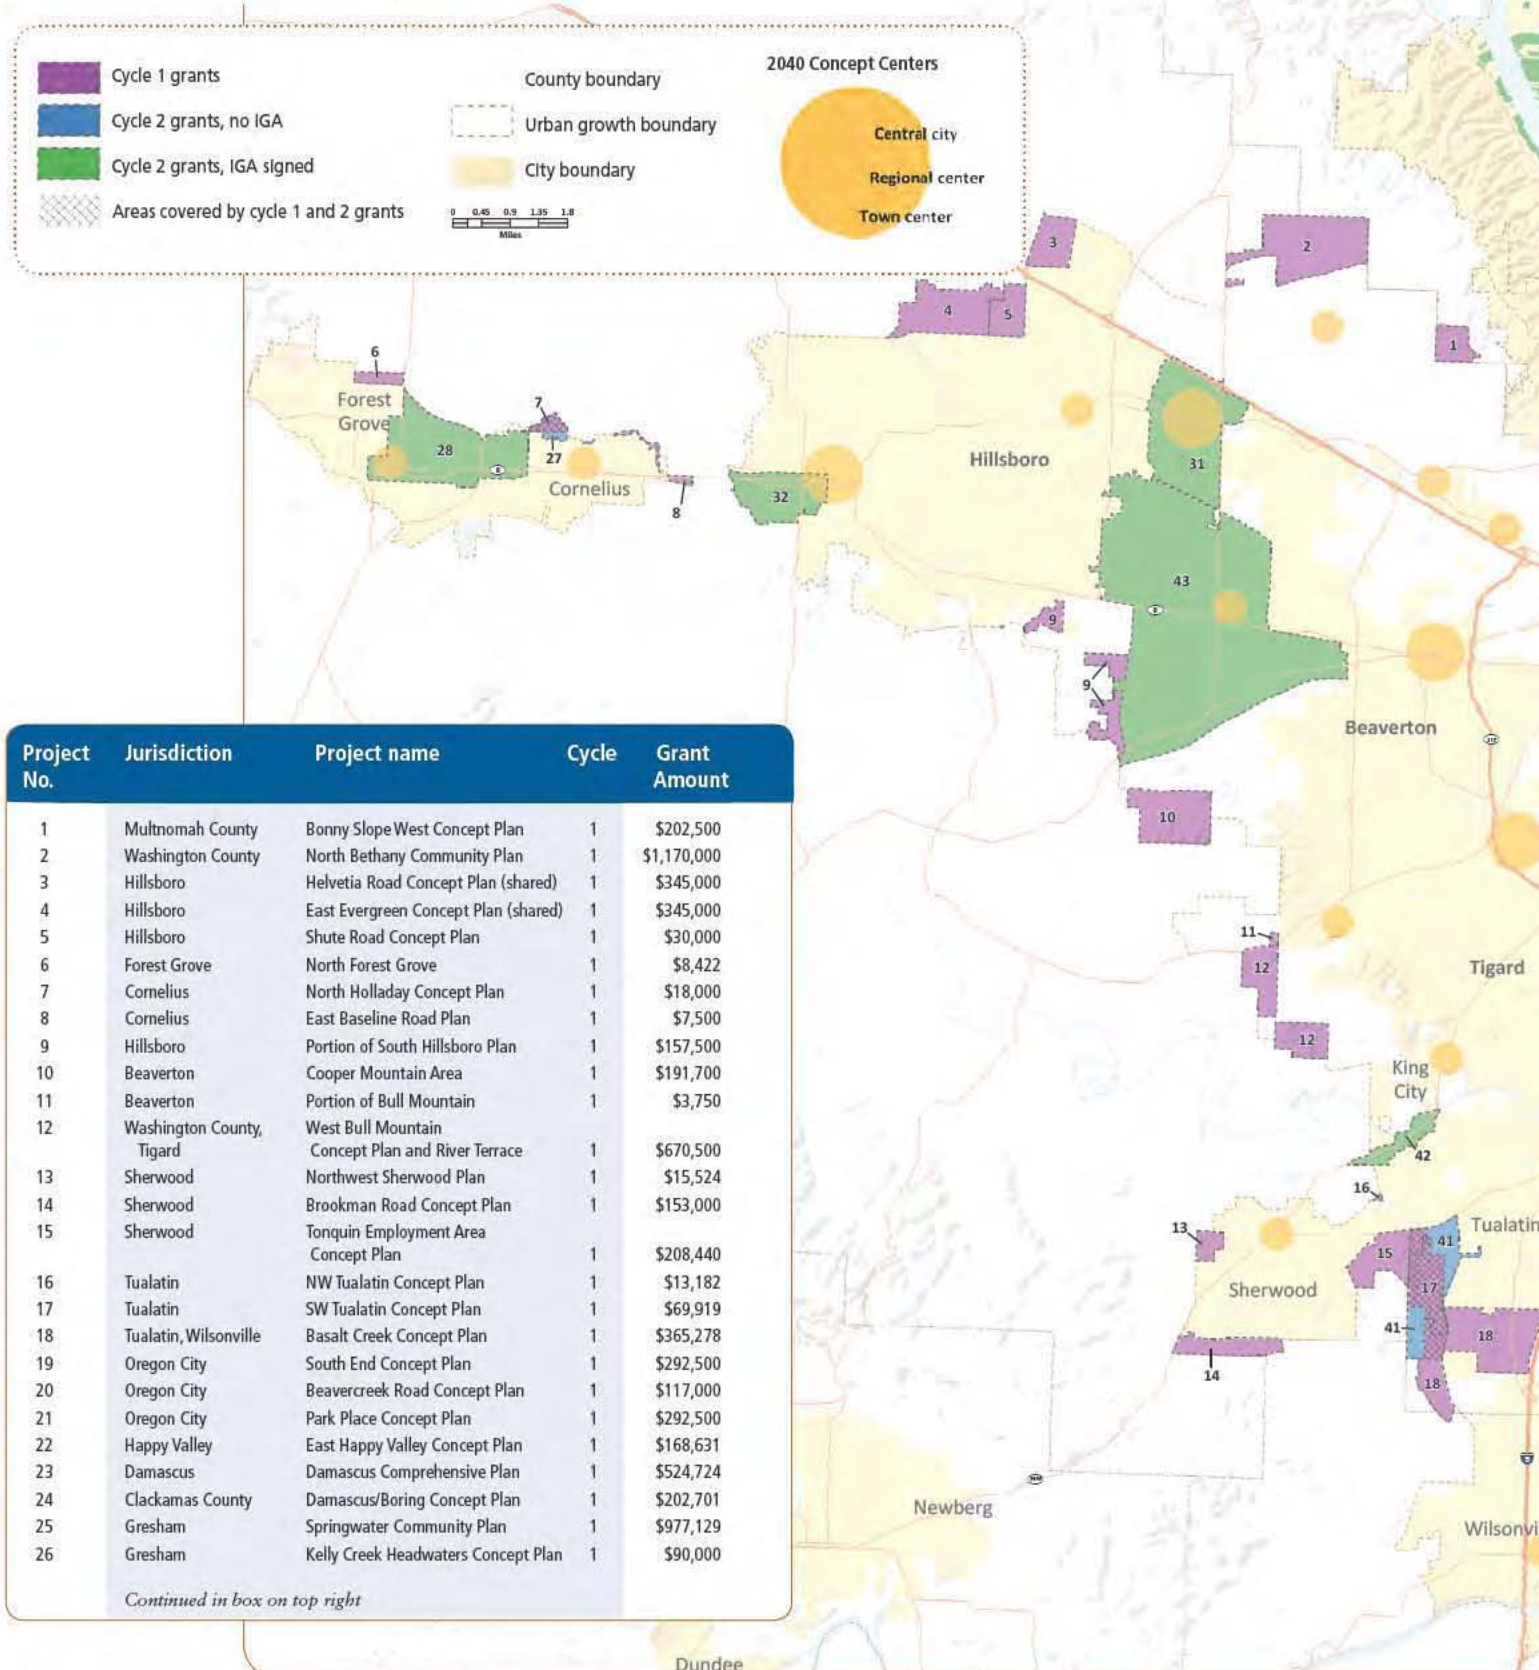 Cycle 1 grants
Cycle 2 grants, no IGA
Cycle 2 grants, IGA signed
Areas covered by cycle 1 and 2 grants
County boundary
Urban growth boundary
City boundary
0 0.45 0.9 1.35 1.8
Miles
2040 Concept Centers
Central city
Regional center
Town center
3
2
4
5
1
6
Forest
Grove
7
28
8
27
Cornelius
8
32
Hillsboro
31
43
8
9
9
Beaverton
217
10
11
12
Tigard
12
King
City
42
16
13
Tualatin
41
15
17
Sherwood
41
18
14
18
5
Newberg
Wilsonvi
Dundee
Project Jurisdiction Project name Cycle Grant
No. Amount
1 Multnomah County Bonny Slope West Concept Plan 1 $202,500
2 Washington County North Bethany Community Plan 1 $1,170,000
3 Hillsboro Helvetia Road Concept Plan (shared) 1 $345,000
4 Hillsboro East Evergreen Concept Plan (shared) 1 $345,000
5 Hillsboro Shute Road Concept Plan 1 $30,000
6 Forest Grove North Forest Grove 1 $8,422
7 Cornelius North Holladay Concept Plan 1 $18,000
8 Cornelius East Baseline Road Plan 1 $7,500
9 Hillsboro Portion of South Hillsboro Plan 1 $157,500
10 Beaverton Cooper Mountain Area 1 $191,700
11 Beaverton Portion of Bull Mountain 1 $3,750
12 Washington County, West Bull Mountain
Tigard Concept Plan and River Terrace 1 $670,500
13 Sherwood Northwest Sherwood Plan 1 $15,524
14 Sherwood Brookman Road Concept Plan 1 $153,000
15 Sherwood Tonquin Employment Area
Concept Plan 1 $208,440
16 Tualatin NW Tualatin Concept Plan 1 $13,182
17 Tualatin SW Tualatin Concept Plan 1 $69,919
18 Tualatin, Wilsonville Basalt Creek Concept Plan 1 $365,278
19 Oregon City South End Concept Plan 1 $292,500
20 Oregon City Beavercreek Road Concept Plan 1 $117,000
21 Oregon City Park Place Concept Plan 1 $292,500
22 Happy Valley East Happy Valley Concept Plan 1 $168,631
23 Damascus Damascus Comprehensive Plan 1 $524,724
24 Clackamas County Damascus/Boring Concept Plan 1 $202,701
25 Gresham Springwater Community Plan 1 $977,129
26 Gresham Kelly Creek Headwaters Concept Plan 1 $90,000
Continued in box on top right